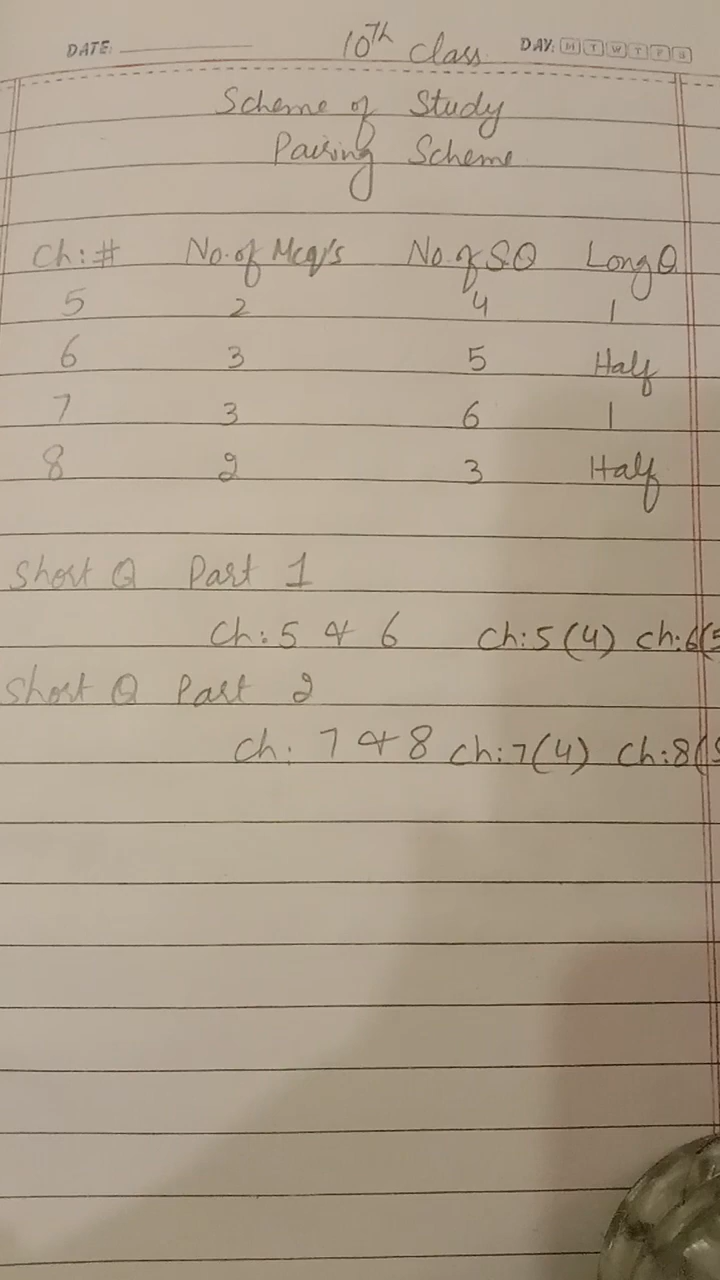 10th Class
DATE: DAY: M T W T F S
Scheme of Study
Pairing Scheme
Ch:# No. of Mcq's No. of SQ Long Q
5 2 4 1
6 3 5 Half
7 3 6 1
8 2 3 Half
Short Q Part 1
Ch: 5 & 6 Ch:5(4) Ch:6(5
Short Q Part 2
Ch: 7 & 8 Ch:7(4) Ch:8(